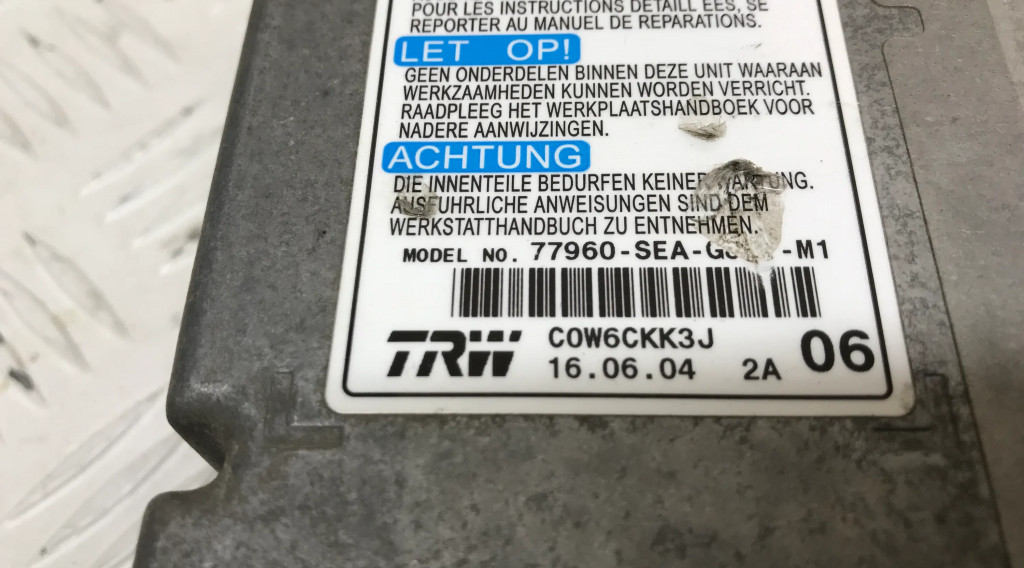 POUR LES INSTRUCTIONS DETAILL EES, SE
REPORTER AU MANUEL DE REPARATIONS.
LET OP!
GEEN ONDERDELEN BINNEN DEZE UNIT WAARAAN
WERKZAAMHEDEN KUNNEN WORDEN VERRICHT.
RAADPLEEG HET WERKPLAATSHANDBOEK VOOR
NADERE AANWIJZINGEN.
ACHTUNG
DIE INNENTEILE BEDURFEN KEINER WARTUNG.
AUSFUHRLICHE ANWEISUNGEN SIND DEM
WERKSTATTHANDBUCH ZU ENTNEHMEN.
MODEL NO. -M1
TRW
C0W6CKK3J
16.06.04 2A 06